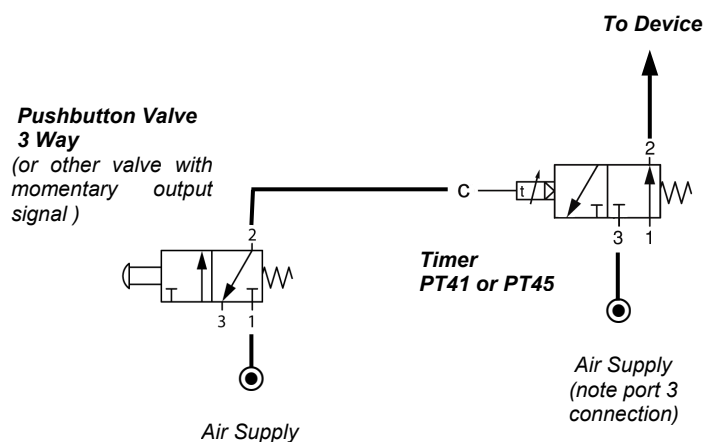 To Device
Pushbutton Valve
3 Way
(or other valve with
momentary output
signal )
2
C
t
2
3 1
Timer
PT41 or PT45
3 1
Air Supply
(note port 3
connection)
Air Supply